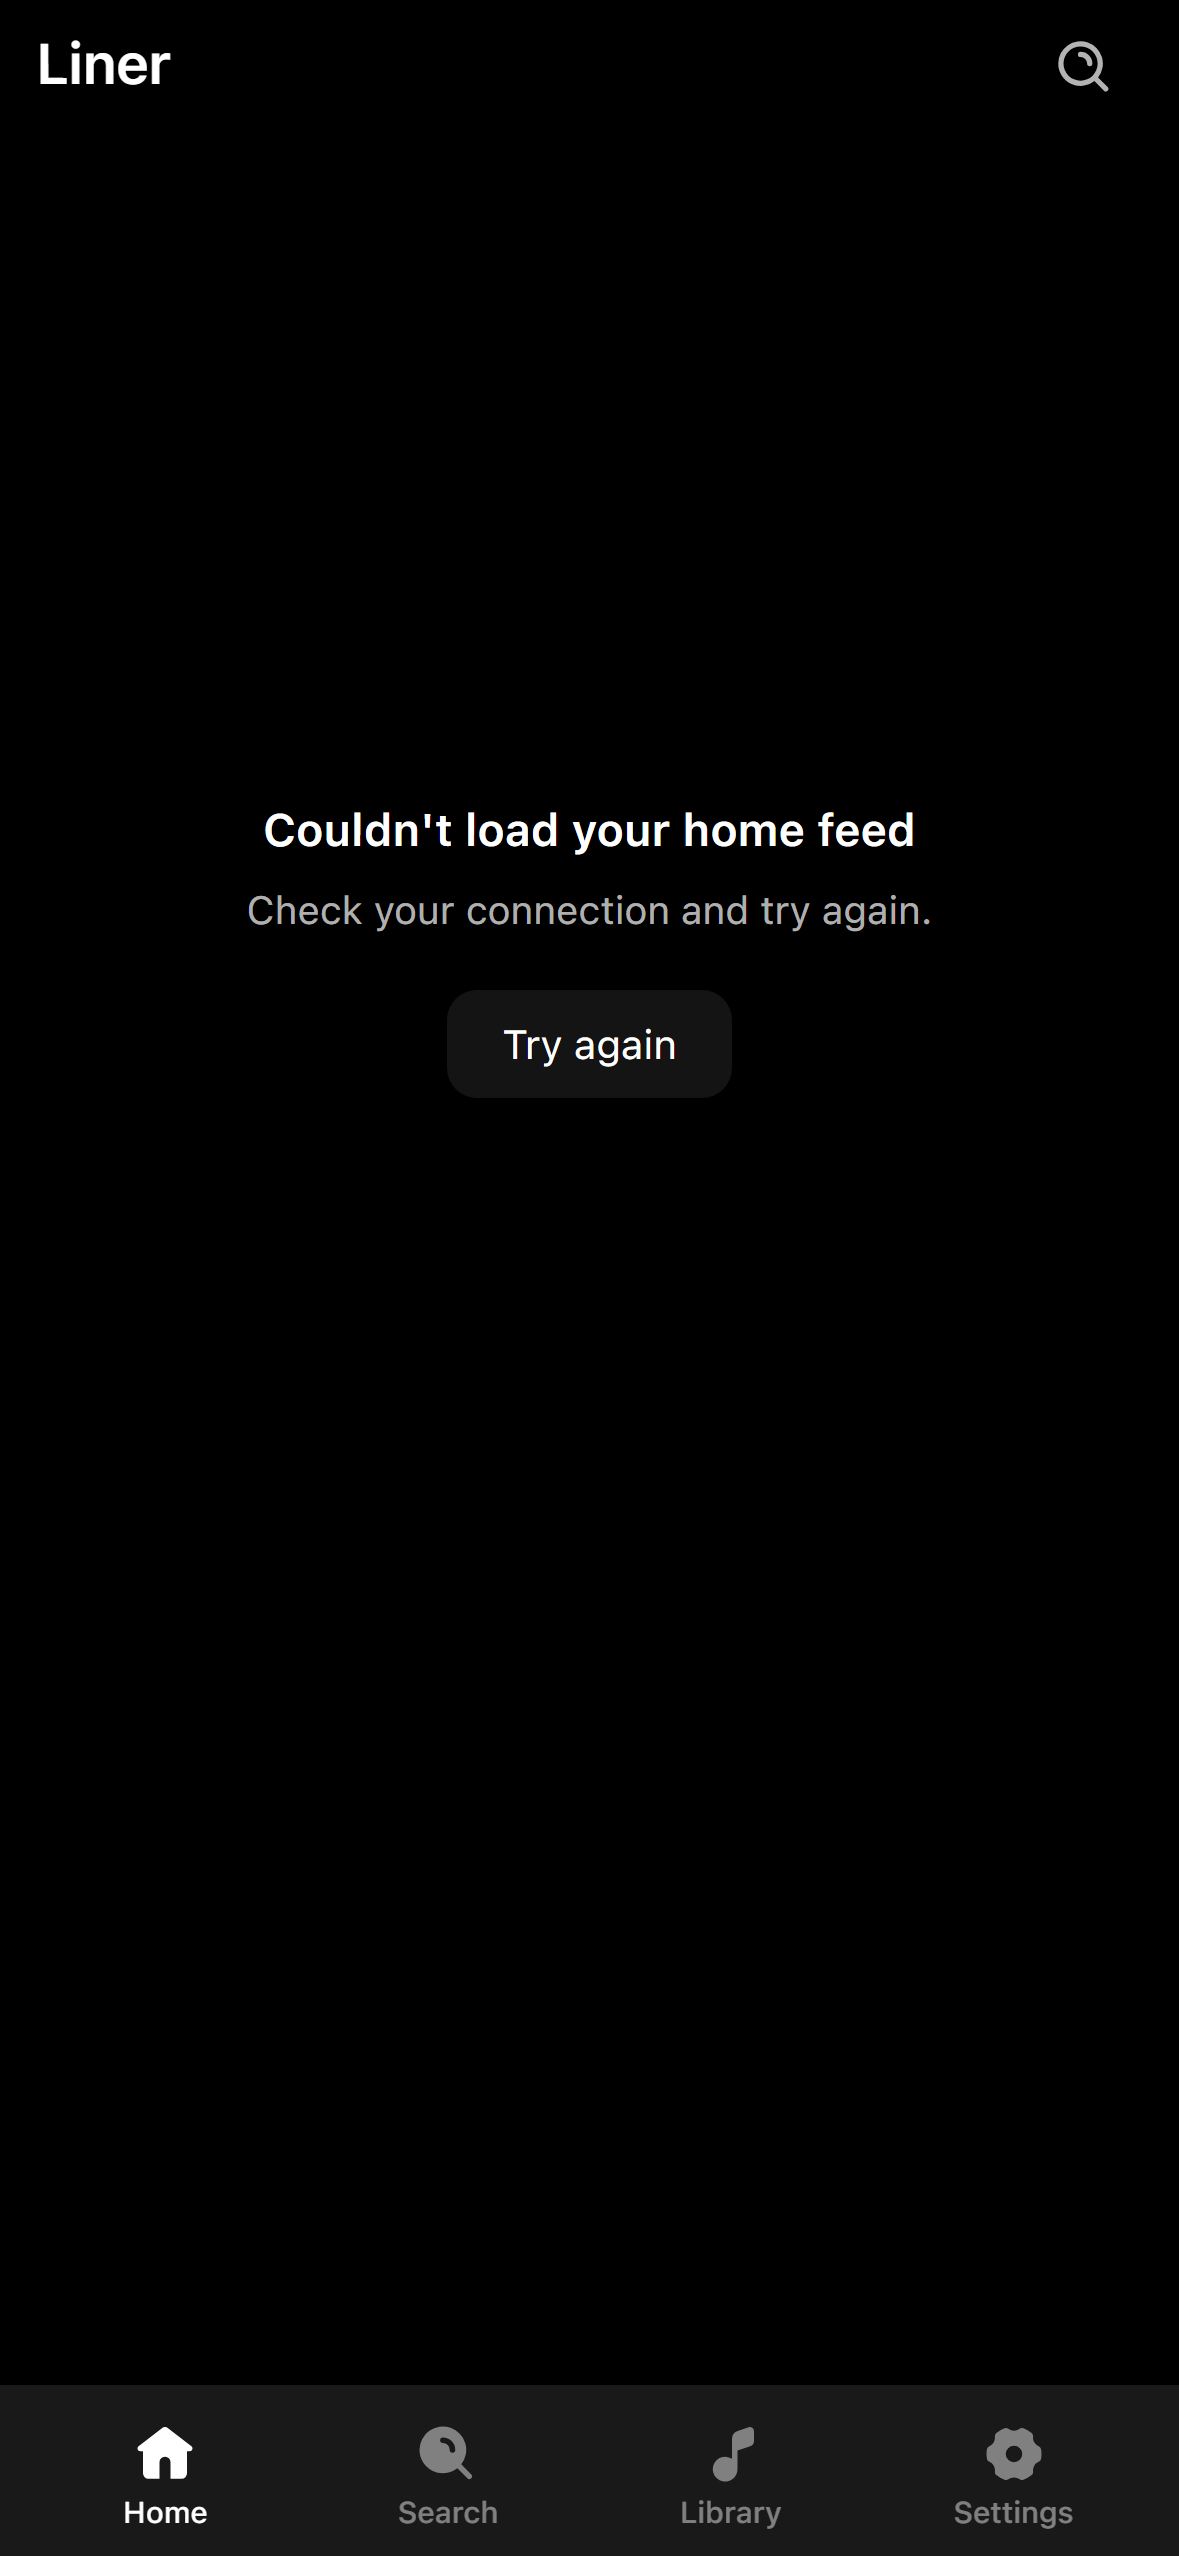 Liner
Couldn't load your home feed
Check your connection and try again.
Try again
Home
Search
Library
Settings